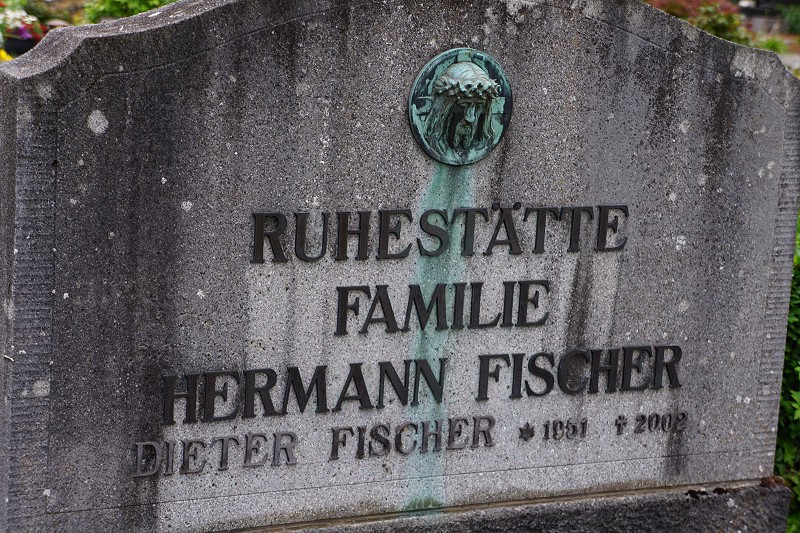 RUHESTÄTTE
FAMILIE
HERMANN FISCHER
DIETER FISCHER * 1951 ✝ 2002